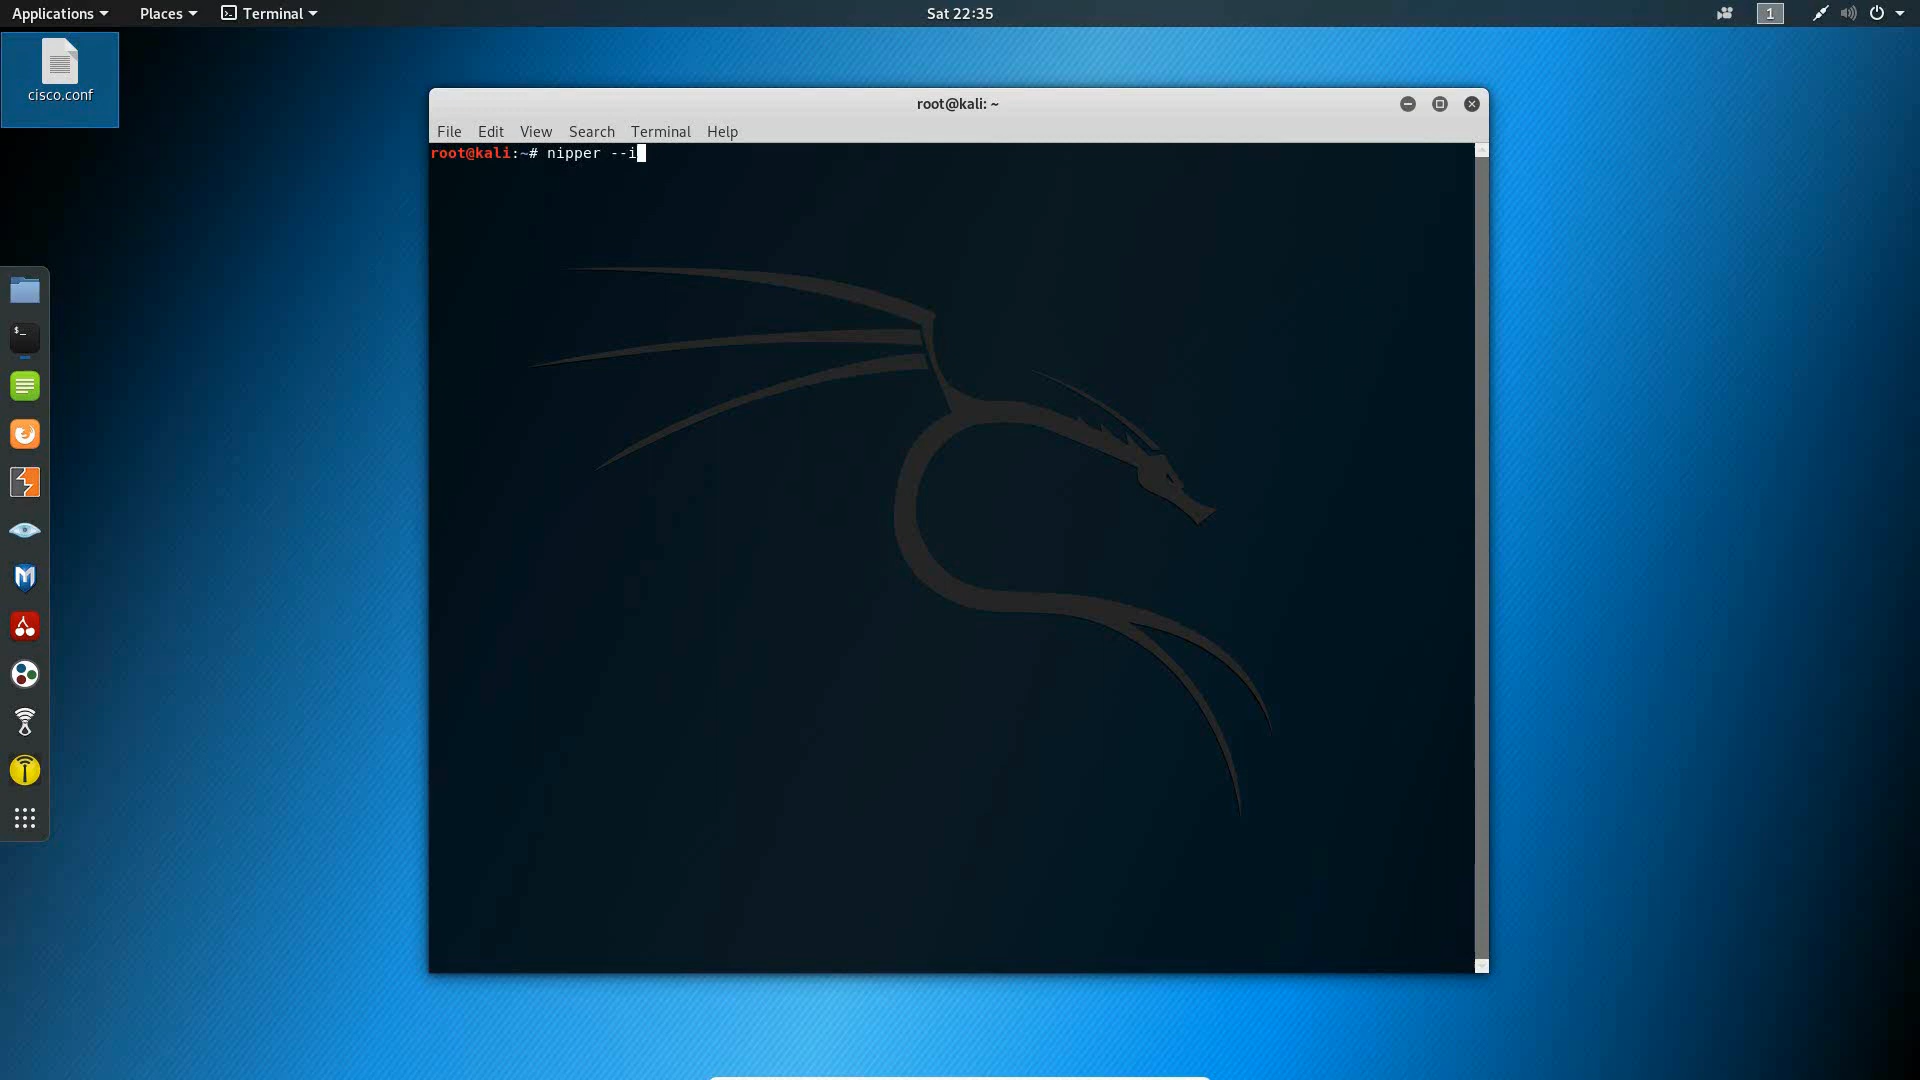 Applications Places Terminal Sat 22:35 1
cisco.conf
root@kali: ~
File Edit View Search Terminal Help
root@kali:~# nipper --i
$_